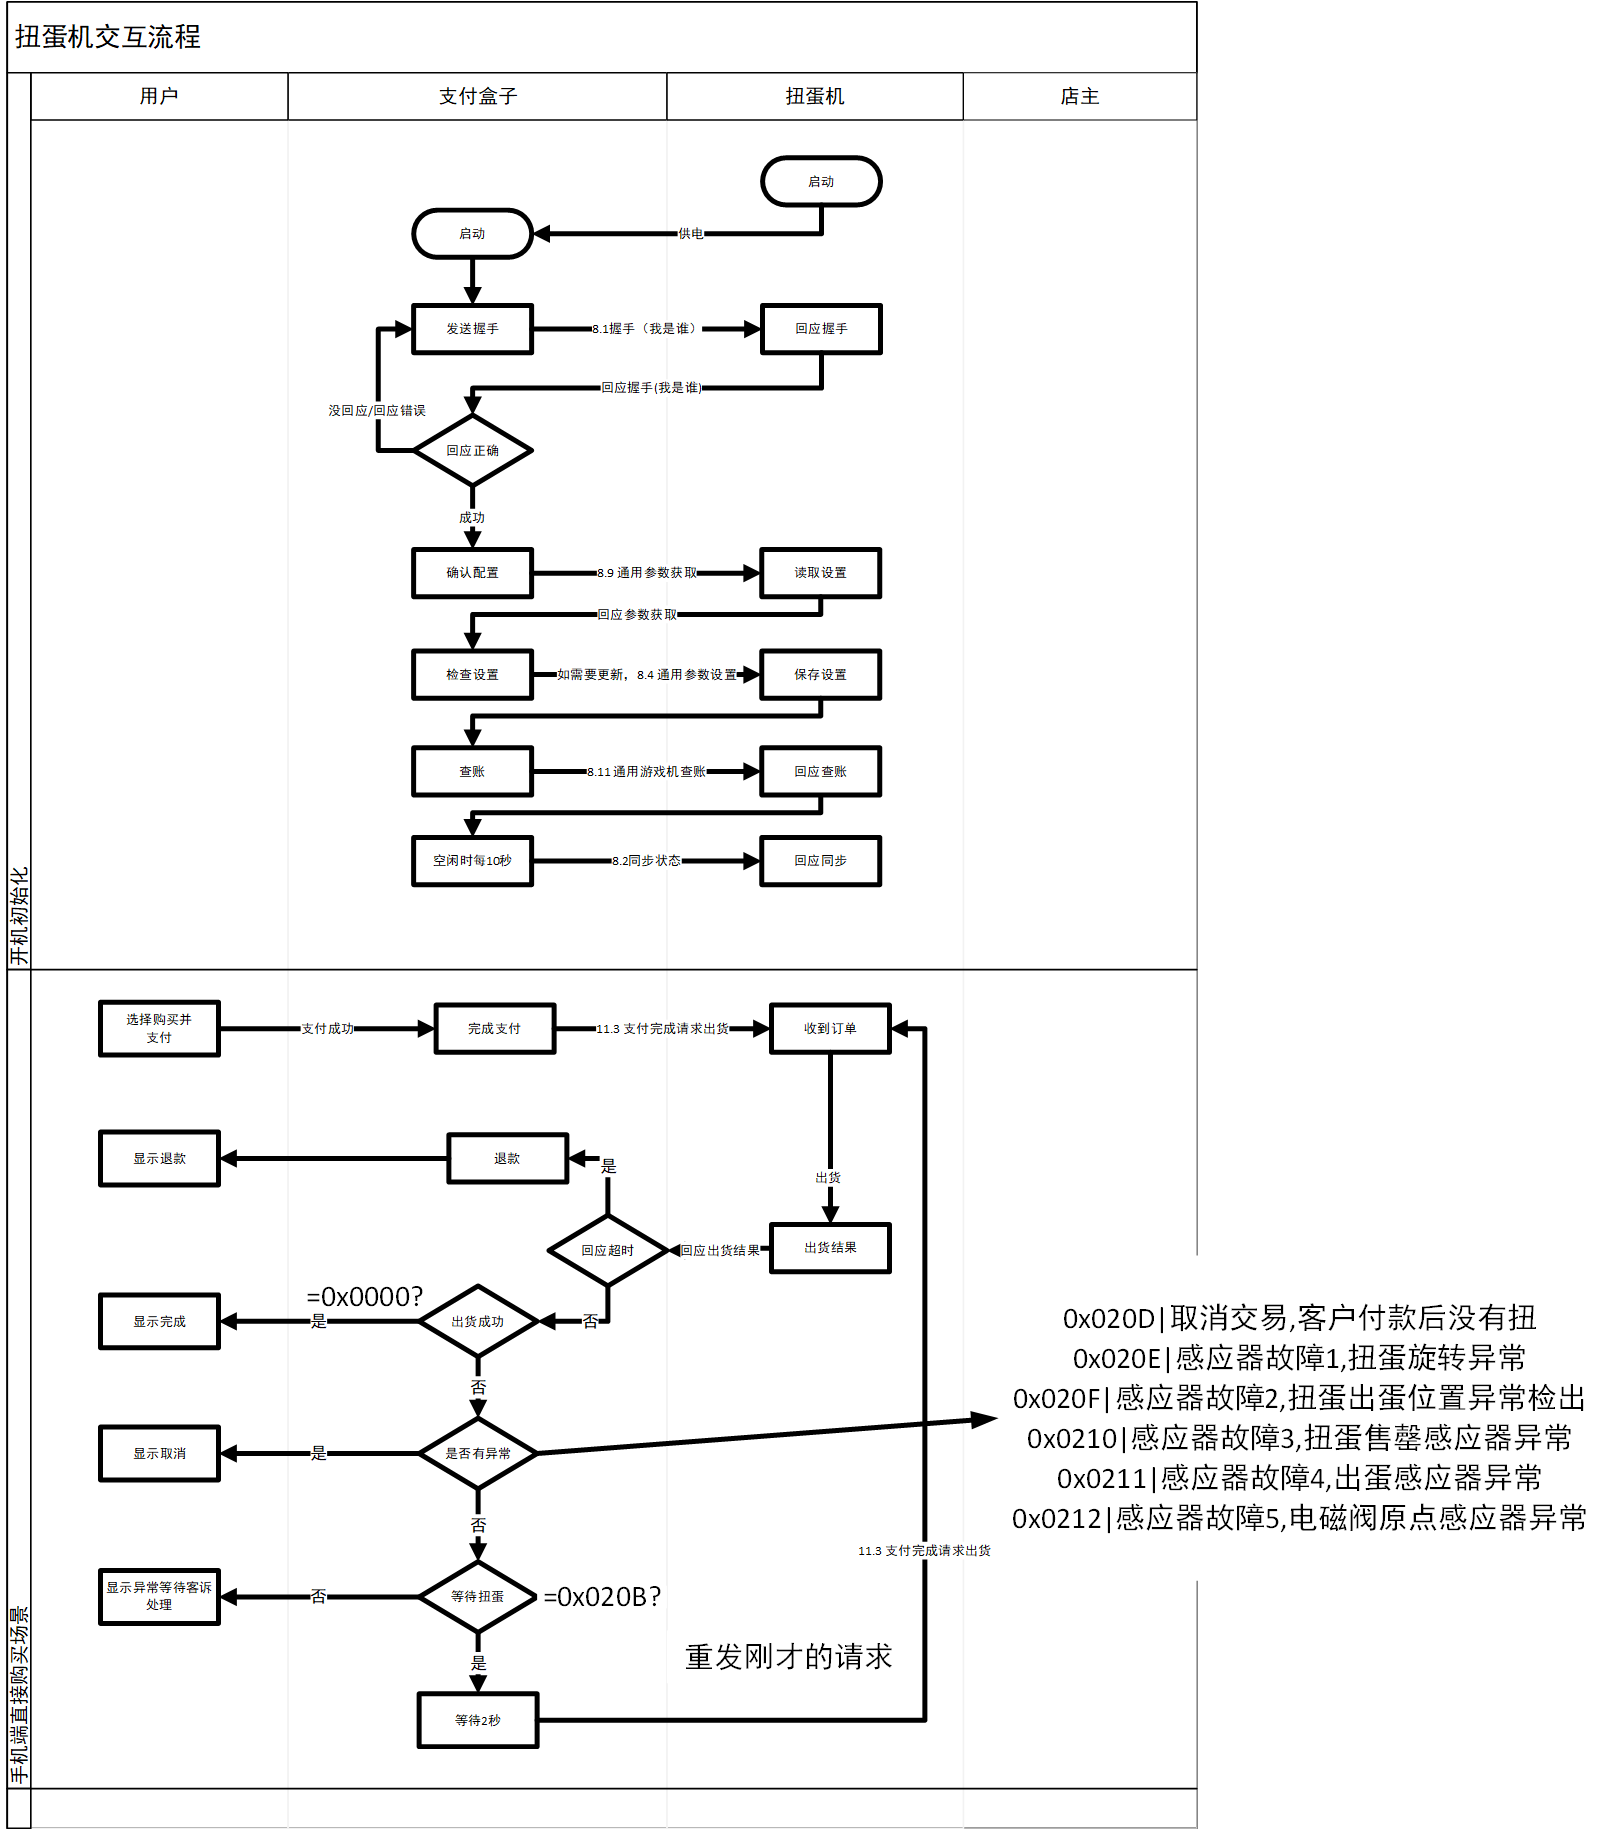 扭蛋机交互流程
用户
支付盒子
扭蛋机
店主
开机初始化
启动
供电
启动
发送握手
8.1握手（我是谁）
回应握手
回应握手(我是谁)
没回应/回应错误
回应正确
成功
确认配置
8.9 通用参数获取
读取设置
回应参数获取
检查设置
如需要更新，8.4 通用参数设置
保存设置
查账
8.11 通用游戏机查账
回应查账
空闲时每10秒
8.2同步状态
回应同步
手机端直接购买场景
选择购买并
支付
支付成功
完成支付
11.3 支付完成请求出货
收到订单
显示退款
退款
是
出货
回应超时
回应出货结果
出货结果
=0x0000?
显示完成
是
出货成功
否
否
显示取消
是
是否有异常
0x020D|取消交易,客户付款后没有扭
0x020E|感应器故障1,扭蛋旋转异常
0x020F|感应器故障2,扭蛋出蛋位置异常检出
0x0210|感应器故障3,扭蛋售罄感应器异常
0x0211|感应器故障4,出蛋感应器异常
0x0212|感应器故障5,电磁阀原点感应器异常
否
11.3 支付完成请求出货
显示异常等待客诉
处理
否
等待扭蛋
=0x020B?
是
重发刚才的请求
等待2秒